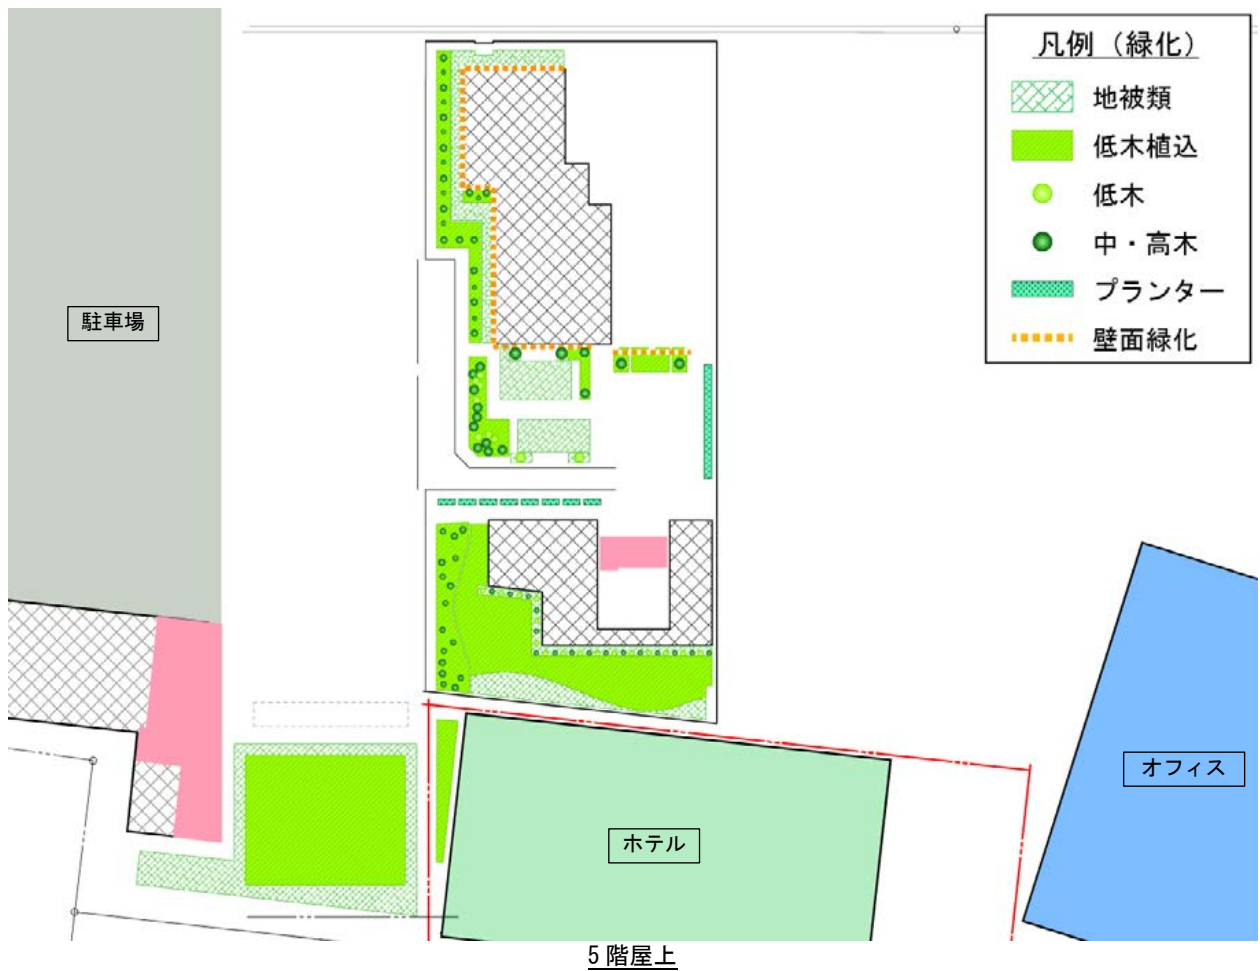 凡例（緑化）
地被類
低木植込
低木
中・高木
プランター
壁面緑化
駐車場
オフィス
ホテル
5階屋上